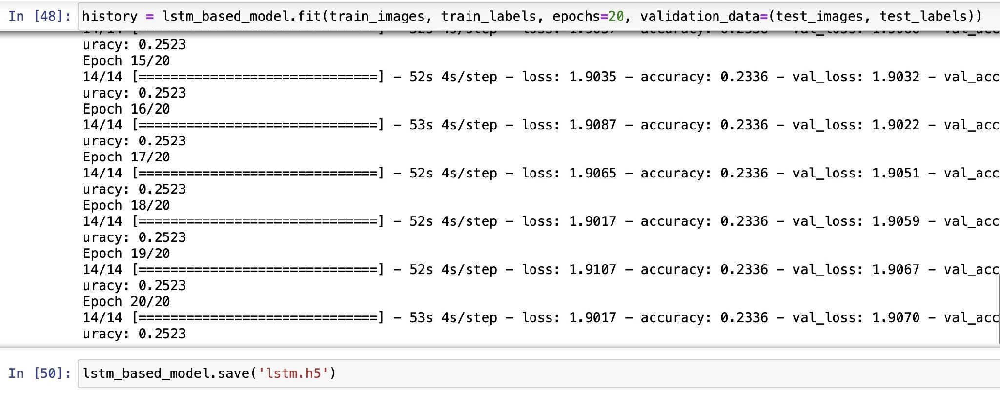 In [48]: history = lstm_based_model.fit(train_images, train_labels, epochs=20, validation_data=(test_images, test_labels))
uracy: 0.2523
Epoch 15/20
14/14 [==============================] - 52s 4s/step - loss: 1.9035 - accuracy: 0.2336 - val_loss: 1.9032 - val_acc
uracy: 0.2523
Epoch 16/20
14/14 [==============================] - 53s 4s/step - loss: 1.9087 - accuracy: 0.2336 - val_loss: 1.9022 - val_acc
uracy: 0.2523
Epoch 17/20
14/14 [==============================] - 52s 4s/step - loss: 1.9065 - accuracy: 0.2336 - val_loss: 1.9051 - val_acc
uracy: 0.2523
Epoch 18/20
14/14 [==============================] - 52s 4s/step - loss: 1.9017 - accuracy: 0.2336 - val_loss: 1.9059 - val_acc
uracy: 0.2523
Epoch 19/20
14/14 [==============================] - 52s 4s/step - loss: 1.9107 - accuracy: 0.2336 - val_loss: 1.9067 - val_acc
uracy: 0.2523
Epoch 20/20
14/14 [==============================] - 53s 4s/step - loss: 1.9017 - accuracy: 0.2336 - val_loss: 1.9070 - val_acc
uracy: 0.2523
In [50]: lstm_based_model.save('lstm.h5')